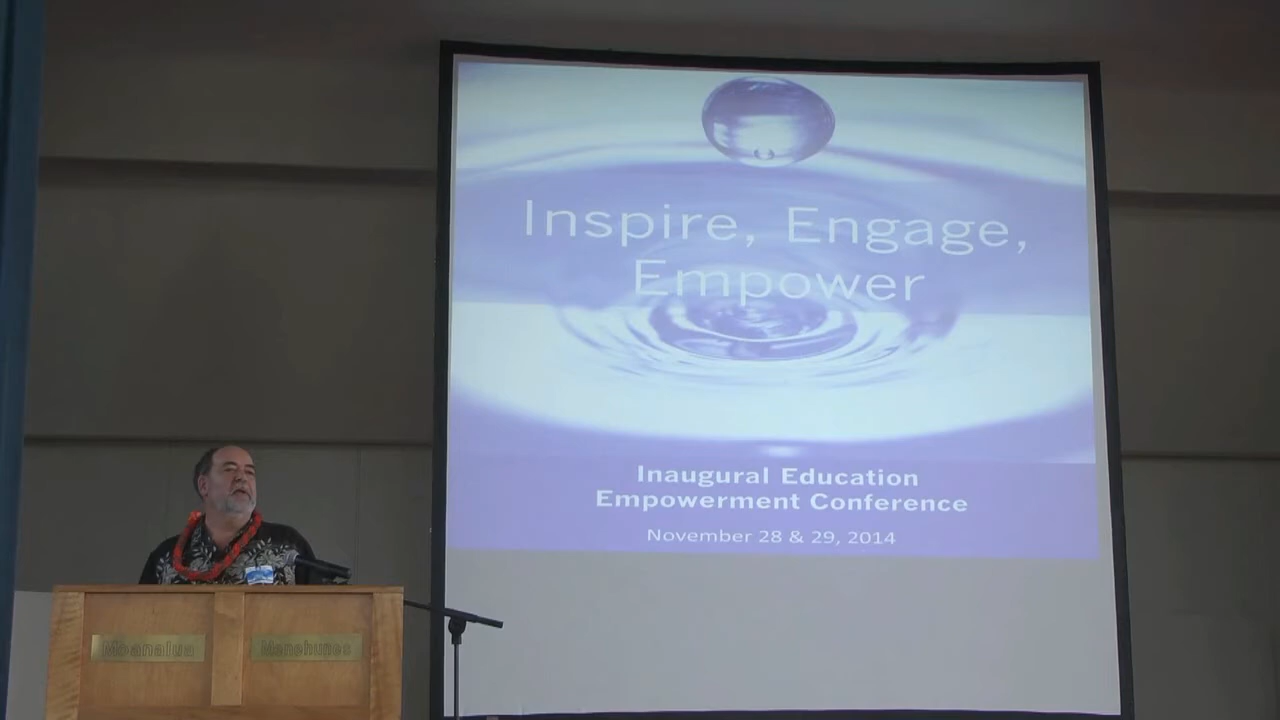 Inspire, Engage,
Empower
Inaugural Education
Empowerment Conference
November 28 & 29, 2014
Moanalua
Menehunes